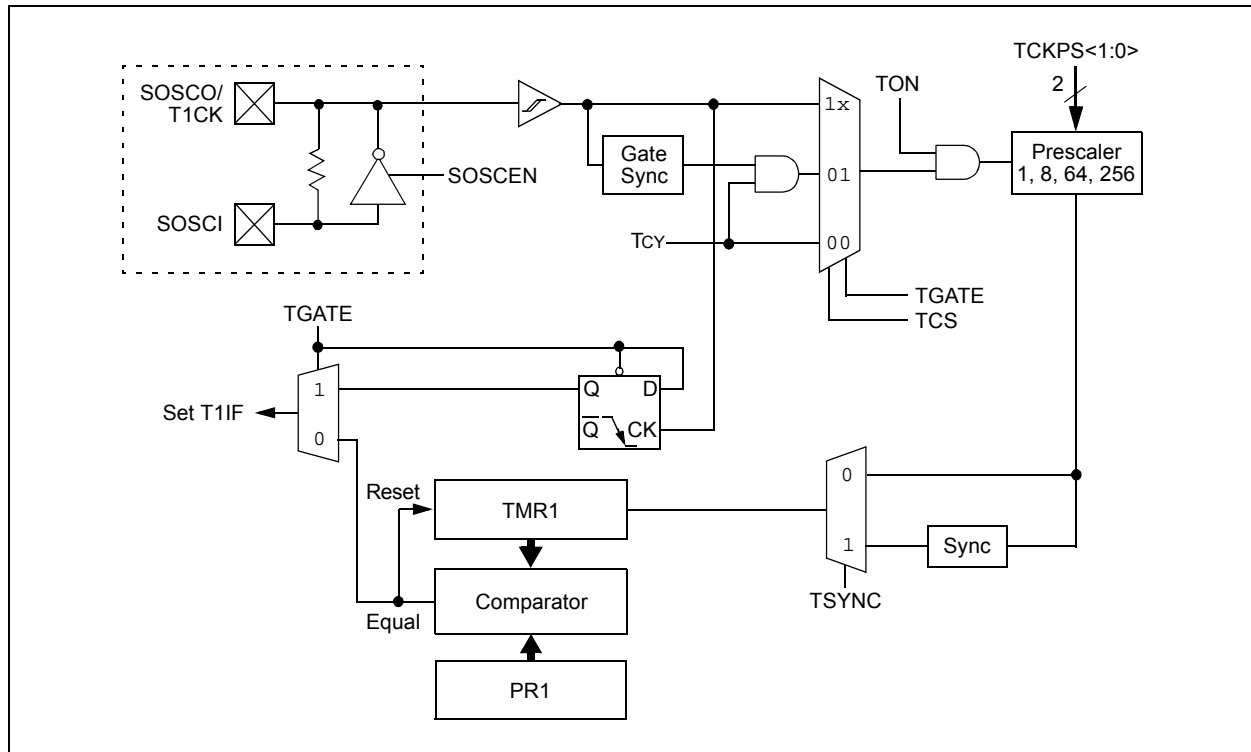 TCKPS<1:0>
2
SOSCO/
T1CK
TON
1x
Gate
Sync
Prescaler
1, 8, 64, 256
SOSCEN
01
SOSCI
TCY
00
TGATE
TCS
TGATE
1
Q
D
Set T1IF
Q̅
CK
0
Reset
TMR1
0
1
Sync
Comparator
TSYNC
Equal
PR1